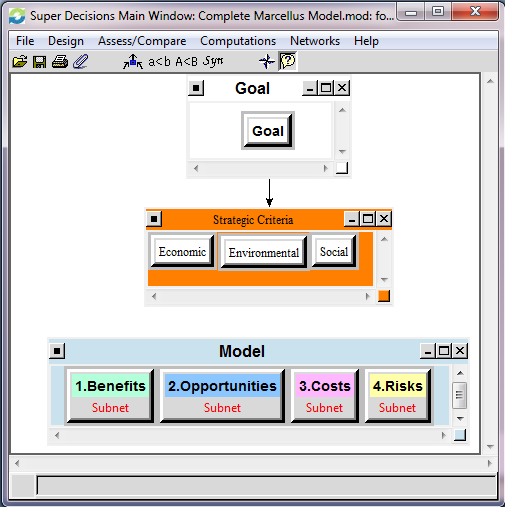 Super Decisions Main Window: Complete Marcellus Model.mod: fo...
File Design Assess/Compare Computations Networks Help
a<b A<B Syn
Goal
Goal
Strategic Criteria
Economic Environmental Social
Model
1.Benefits 2.Opportunities 3.Costs 4.Risks
Subnet Subnet Subnet Subnet